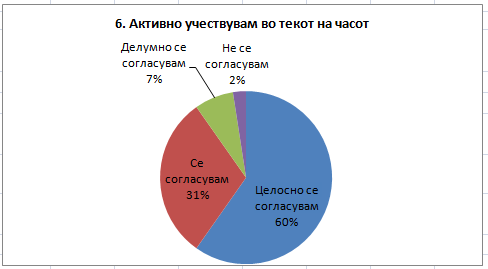 6. Активно учествувам во текот на часот
Делумно се
согласувам
7%
Не се
согласувам
2%
Се
согласувам
31%
Целосно се
согласувам
60%